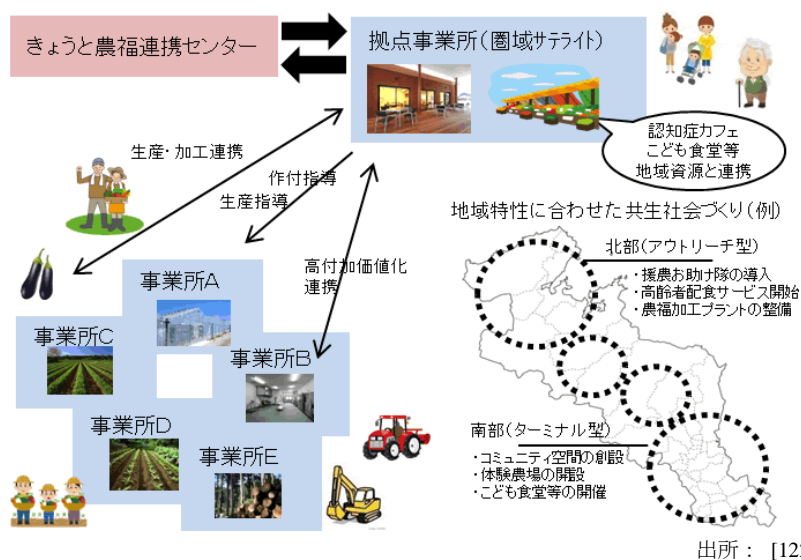 きょうと農福連携センター
拠点事業所(圏域サテライト)
認知症カフェ
こども食堂等
地域資源と連携
生産・加工連携
作付指導
生産指導
高付加価値化
連携
事業所A
事業所C
事業所B
事業所D
事業所E
地域特性に合わせた共生社会づくり(例)
北部(アウトリーチ型)
・援農お助け隊の導入
・高齢者配食サービス開始
・農福加工プラントの整備
南部(ターミナル型)
・コミュニティ空間の創設
・体験農場の開設
・こども食堂等の開催
出所: [12